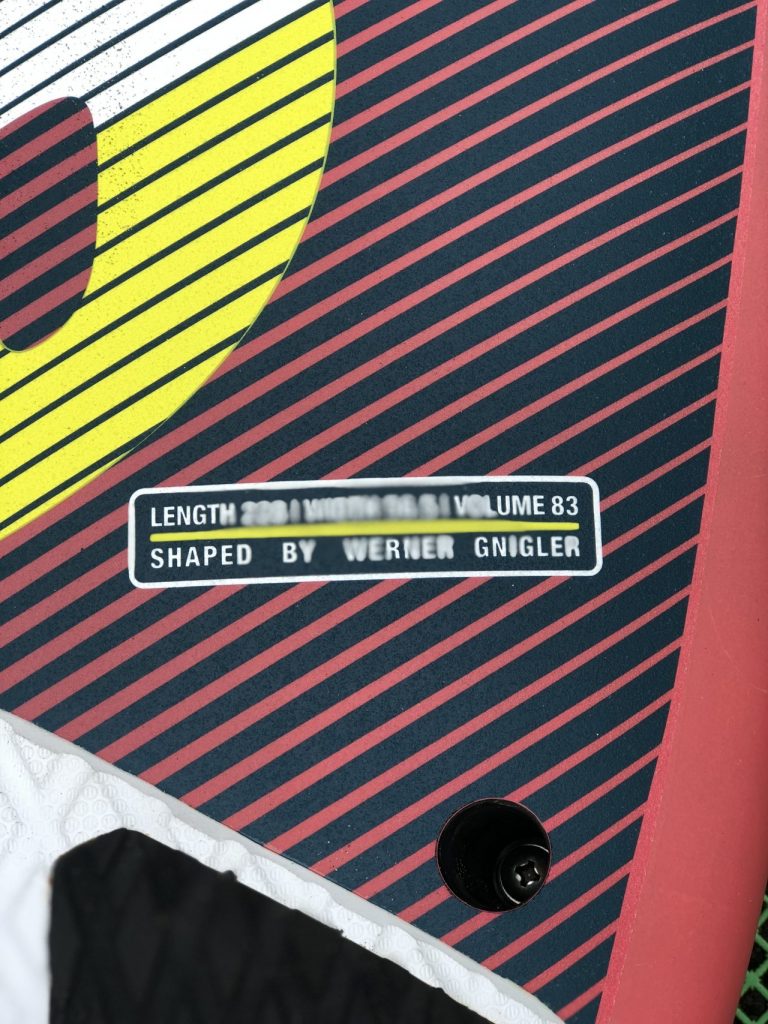 LENGTH | VOLUME 83
SHAPED BY WERNER GNIGLER